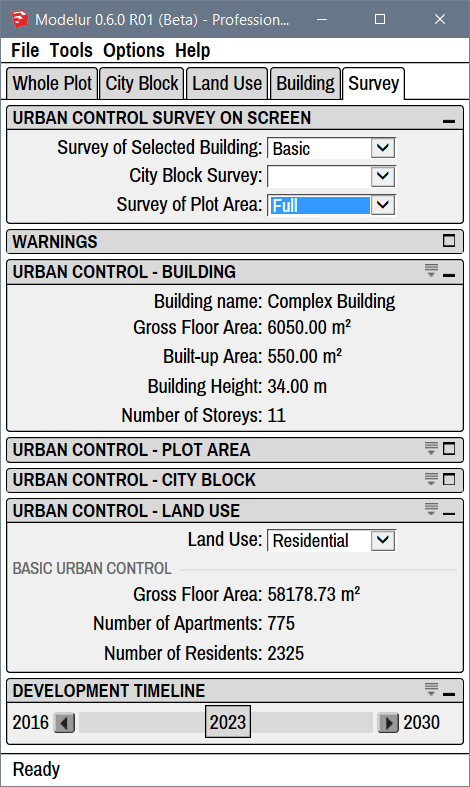 Modelur 0.6.0 R01 (Beta) - Profession...
File Tools Options Help
Whole Plot City Block Land Use Building Survey
URBAN CONTROL SURVEY ON SCREEN
Survey of Selected Building: Basic
City Block Survey:
Survey of Plot Area: Full
WARNINGS
URBAN CONTROL - BUILDING
Building name: Complex Building
Gross Floor Area: 6050.00 m²
Built-up Area: 550.00 m²
Building Height: 34.00 m
Number of Storeys: 11
URBAN CONTROL - PLOT AREA
URBAN CONTROL - CITY BLOCK
URBAN CONTROL - LAND USE
Land Use: Residential
BASIC URBAN CONTROL
Gross Floor Area: 58178.73 m²
Number of Apartments: 775
Number of Residents: 2325
DEVELOPMENT TIMELINE
2016 2023 2030
Ready